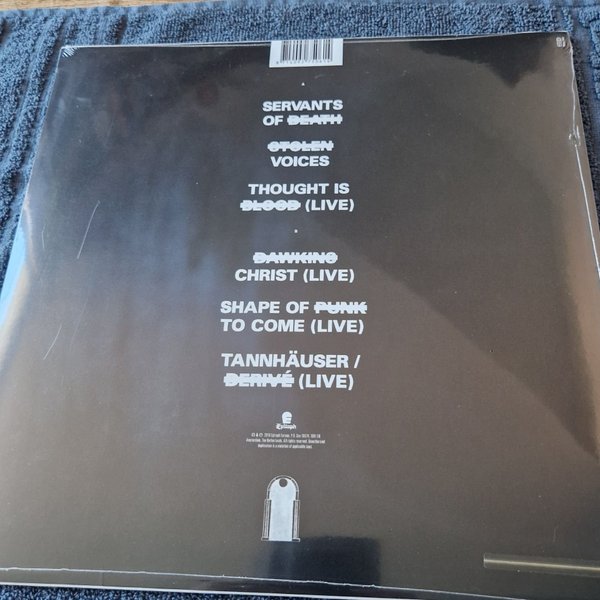 SERVANTS
OF DEATH
STOLEN
VOICES
THOUGHT IS
BLOOD (LIVE)
DAWKINS
CHRIST (LIVE)
SHAPE OF PUNK
TO COME (LIVE)
TANNHÄUSER /
DERIVÉ (LIVE)
Epitaph